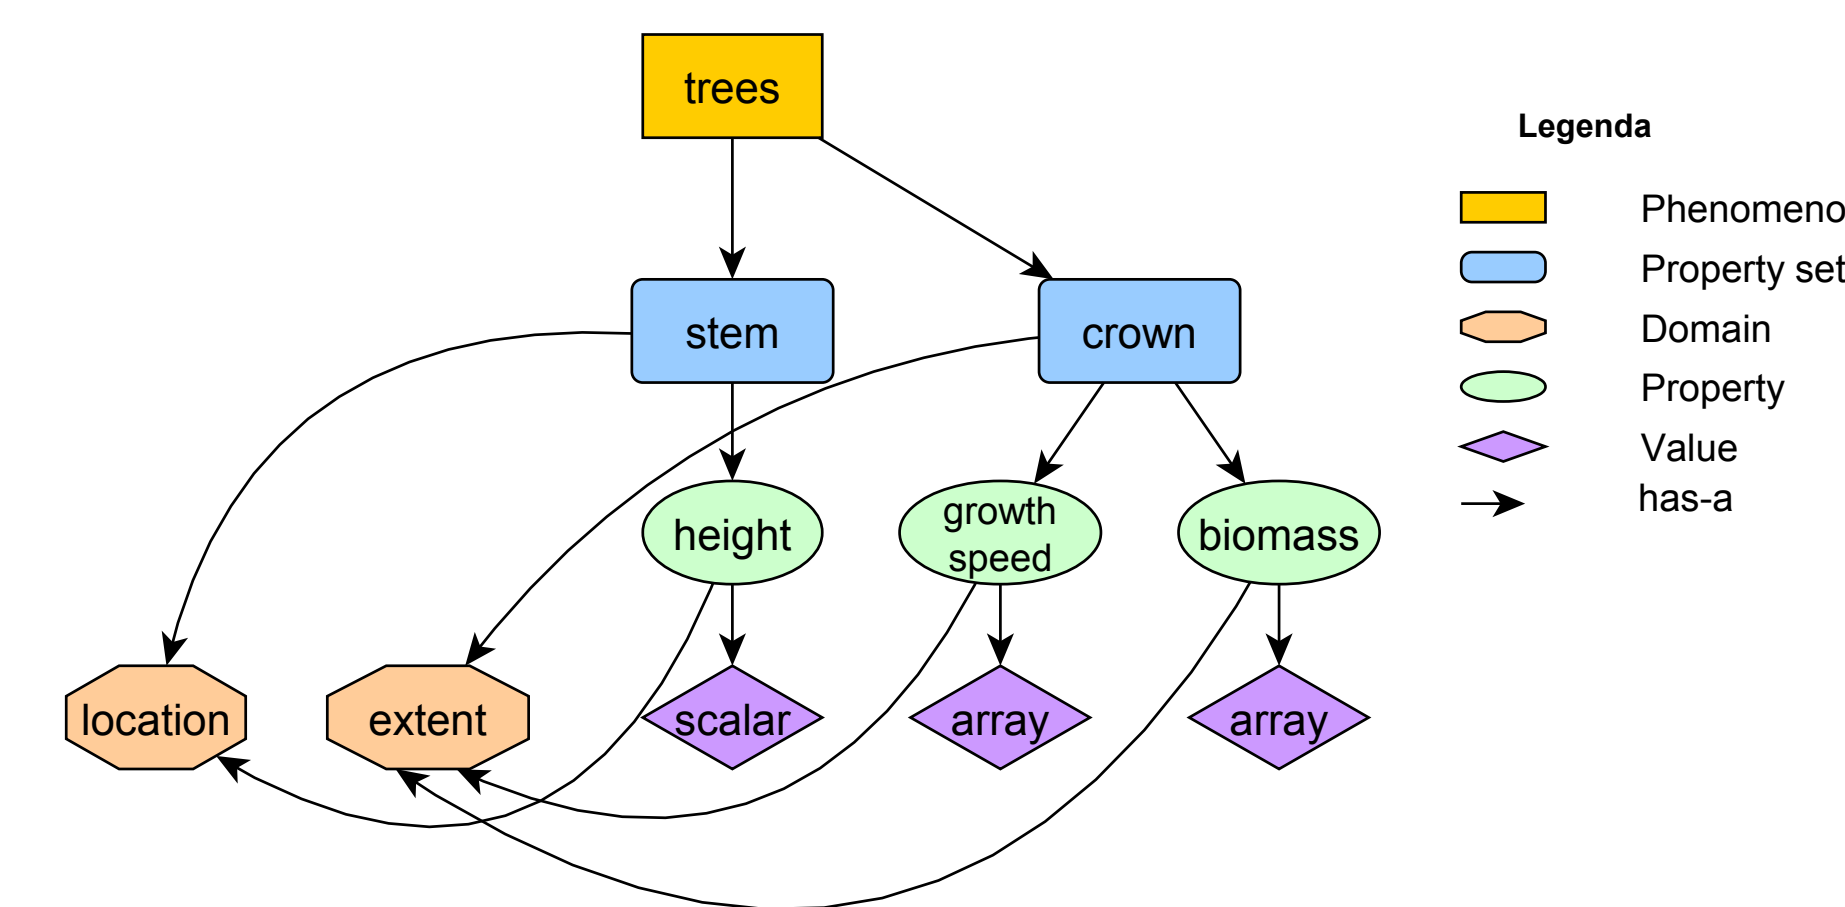 trees
Legenda
Phenomeno
Property set
Domain
Property
Value
has-a
stem
crown
height
growth
speed
biomass
location
extent
scalar
array
array